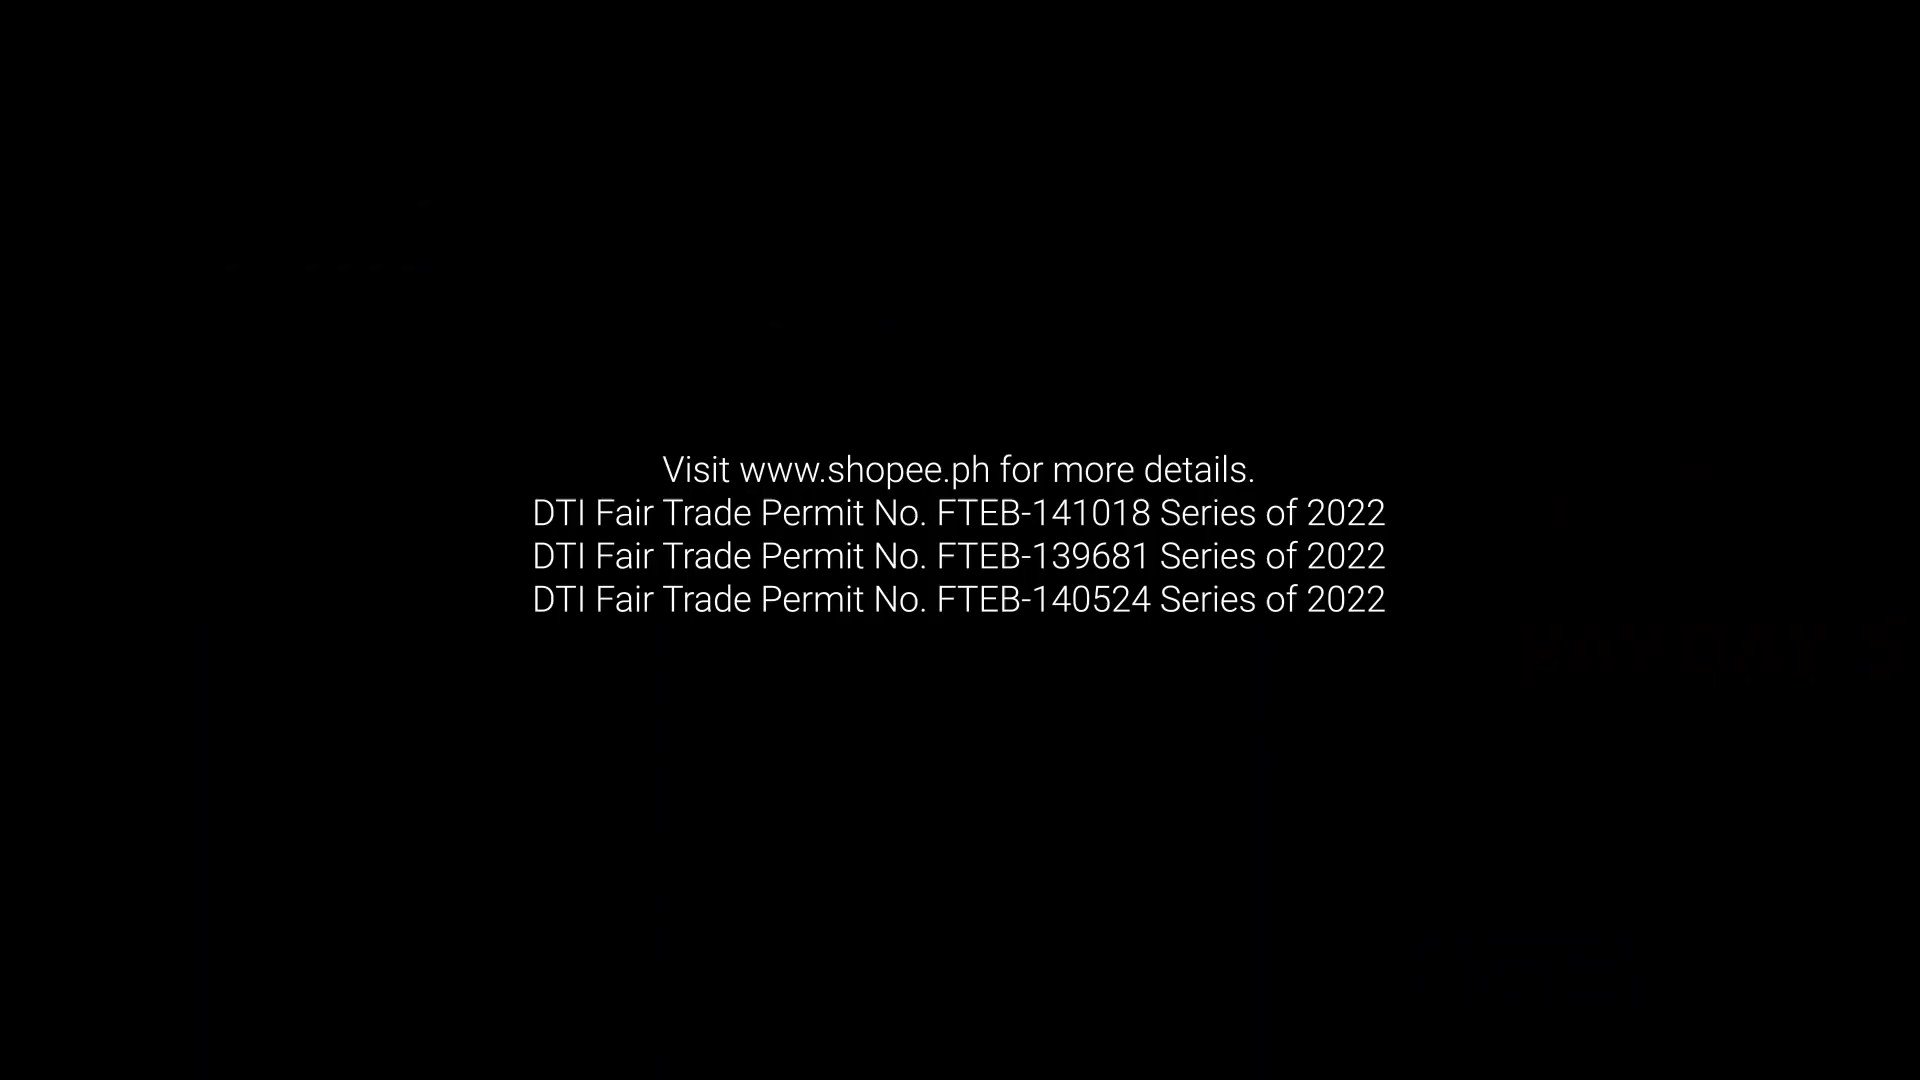 Visit www.shopee.ph for more details.
DTI Fair Trade Permit No. FTEB-141018 Series of 2022
DTI Fair Trade Permit No. FTEB-139681 Series of 2022
DTI Fair Trade Permit No. FTEB-140524 Series of 2022